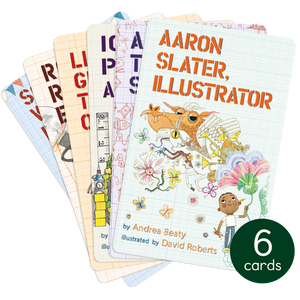 AARON
SLATER,
ILLUSTRATOR
by Andrea Beaty
illustrated by David Roberts
6
cards